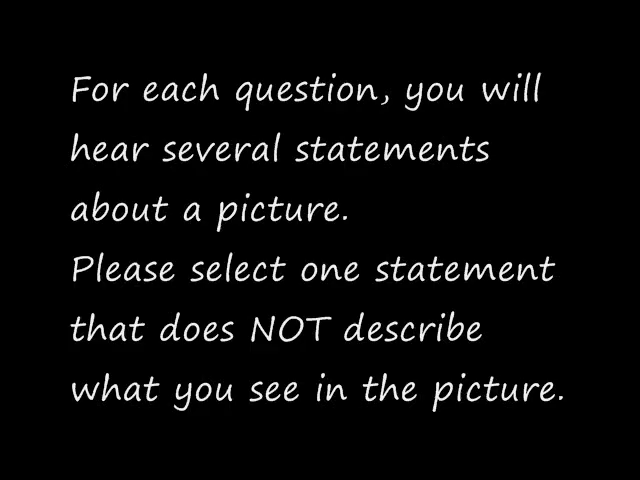 For each question, you will
hear several statements
about a picture.
Please select one statement
that does NOT describe
what you see in the picture.